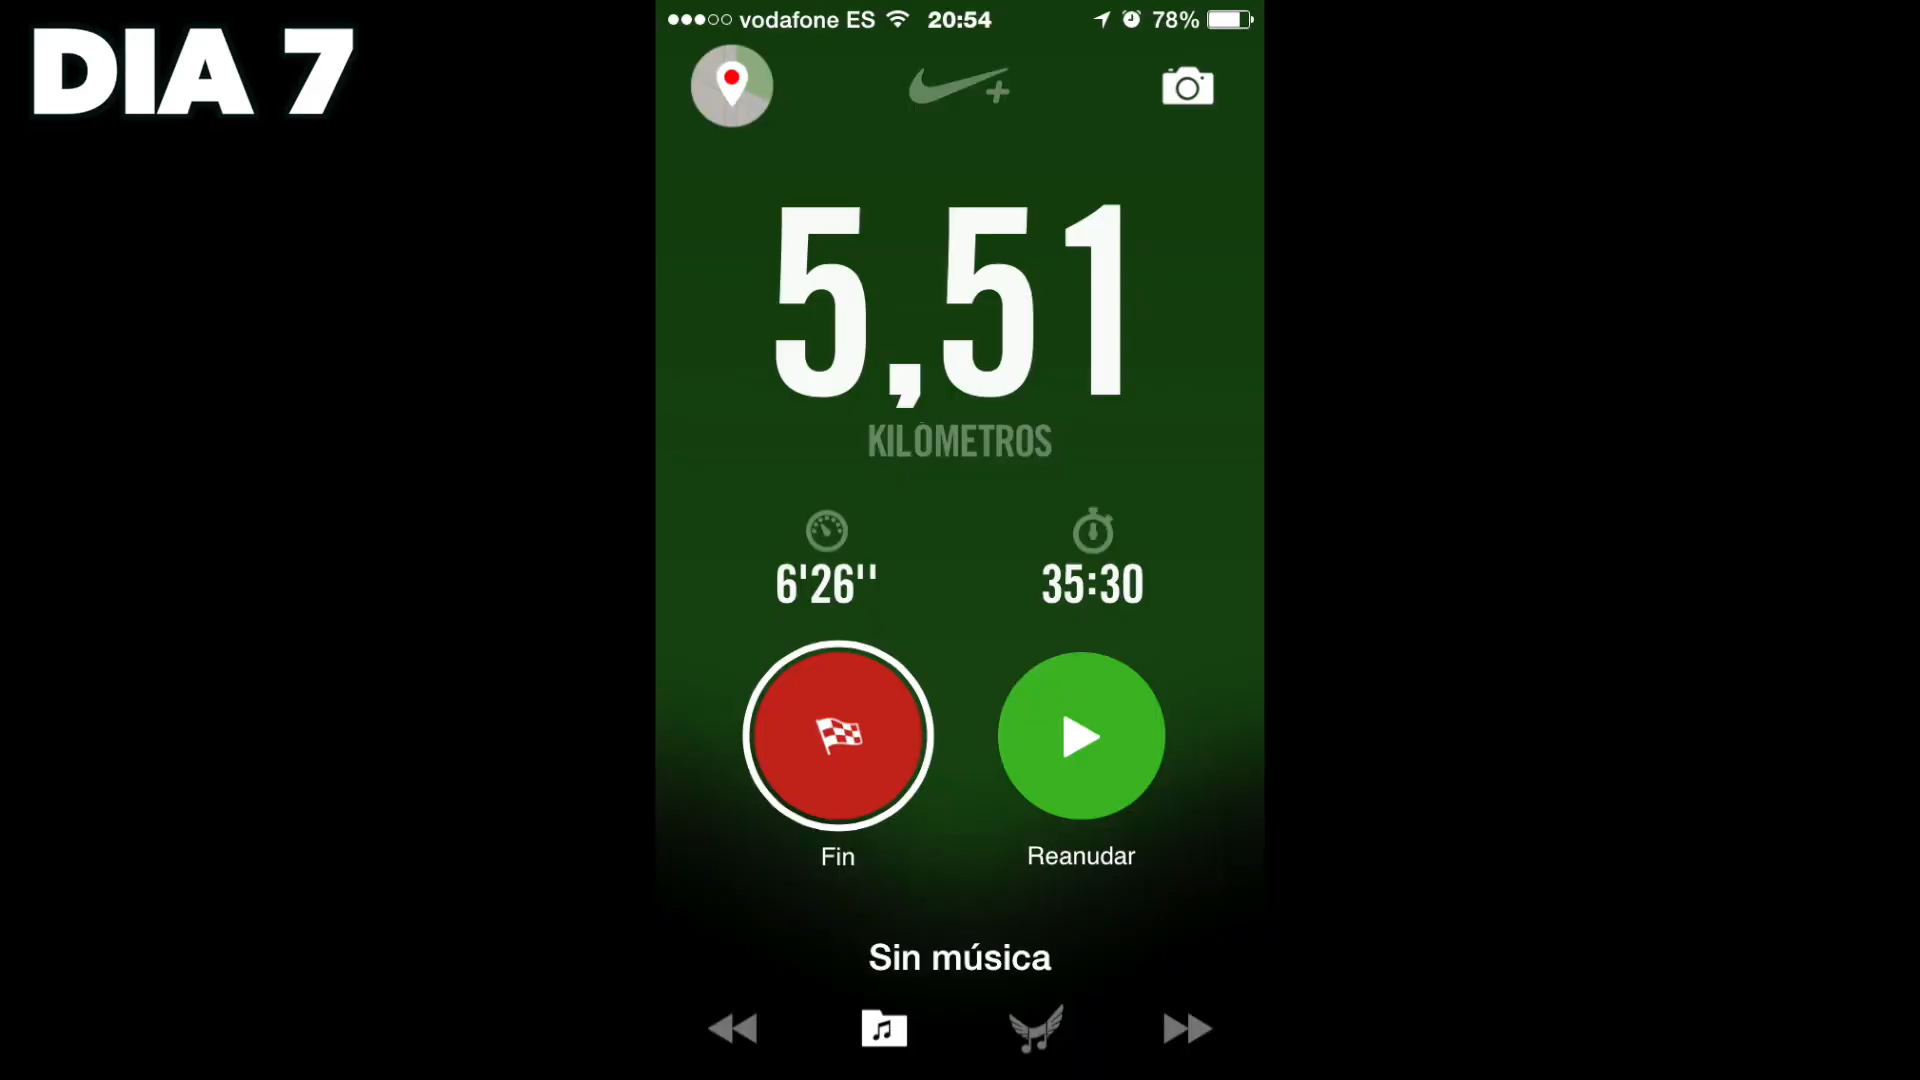 DIA 7
vodafone ES 20:54 78%
5,51
KILÓMETROS
6'26'' 35:30
Fin Reanudar
Sin música